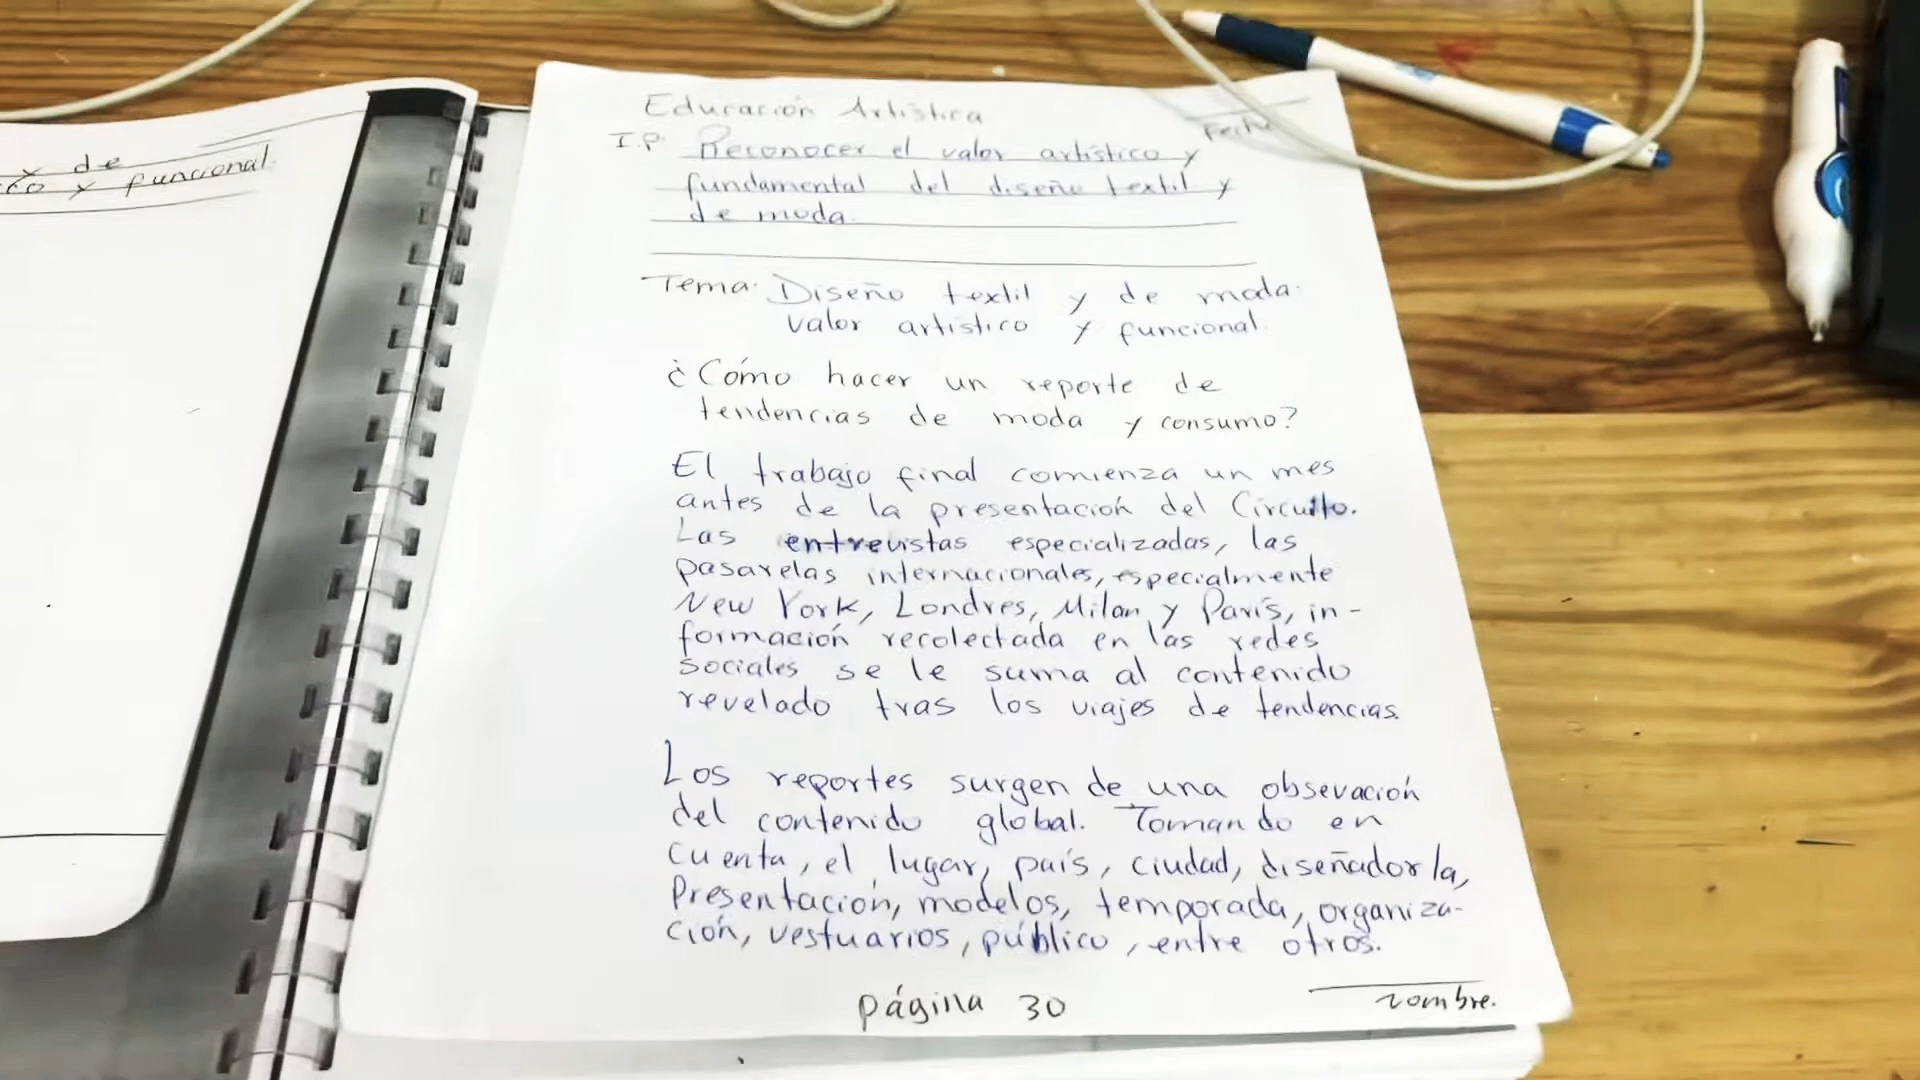 y de
co y funcional.
Educación Artística
Fecha
I.P. Reconocer el valor artístico y
fundamental del diseño textil y
de moda.
Tema: Diseño textil y de moda.
valor artistico y funcional.
¿Cómo hacer un reporte de
tendencias de moda y consumo?
El trabajo final comienza un mes
antes de la presentación del Circuito.
Las entrevistas especializadas, las
pasarelas internacionales, especialmente
New York, Londres, Milan y París, in-
formación recolectada en las redes
sociales se le suma al contenido
revelado tras los viajes de tendencias.
Los reportes surgen de una obsevación
del contenido global. Tomando en
cuenta, el lugar, país, ciudad, diseñador/a,
Presentación, modelos, temporada, organiza-
ción, vestuarios, público, entre otros.
página 30
nombre.